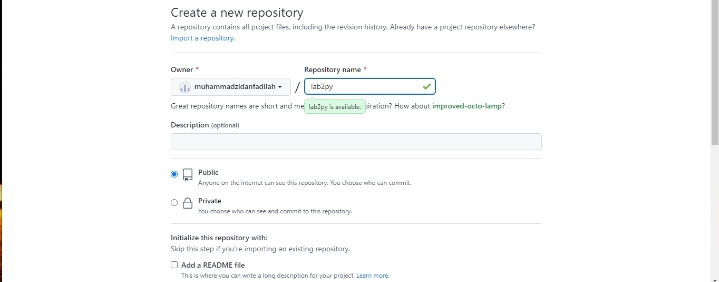 Create a new repository
A repository contains all project files, including the revision history. Already have a project repository elsewhere?
Import a repository.
Owner * Repository name *
muhammadzidanfadilah / lab2py
Great repository names are short and me lab2py is available. piration? How about improved-octo-lamp?
Description (optional)
Public
Anyone on the internet can see this repository. You choose who can commit.
Private
You choose who can see and commit to this repository.
Initialize this repository with:
Skip this step if you're importing an existing repository.
Add a README file
This is where you can write a long description for your project. Learn more.